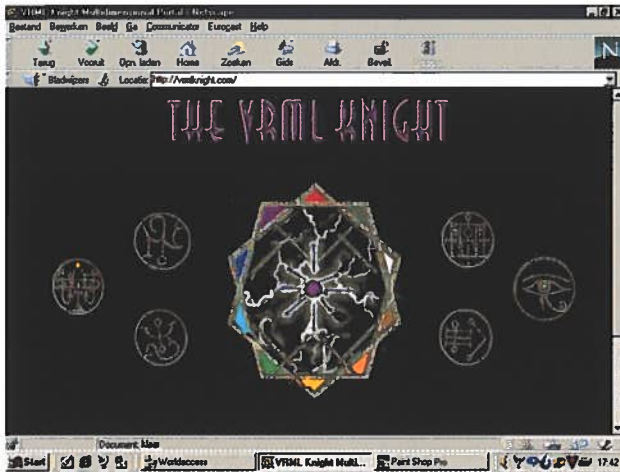 VRML Knight Multidimensional Portal - Netscape
Bestand Bewerken Beeld Ga Communicator Eurogast Help
Terug Vooruit Opn. laden Home Zoeken Gids Afdr. Beveil.
Bladwijzers Locatie: http://vrmlknight.com/
THE VRML KNIGHT
Document: klaar
Start Worldaccess VRML Knight Multi... Paint Shop Pro 17:42